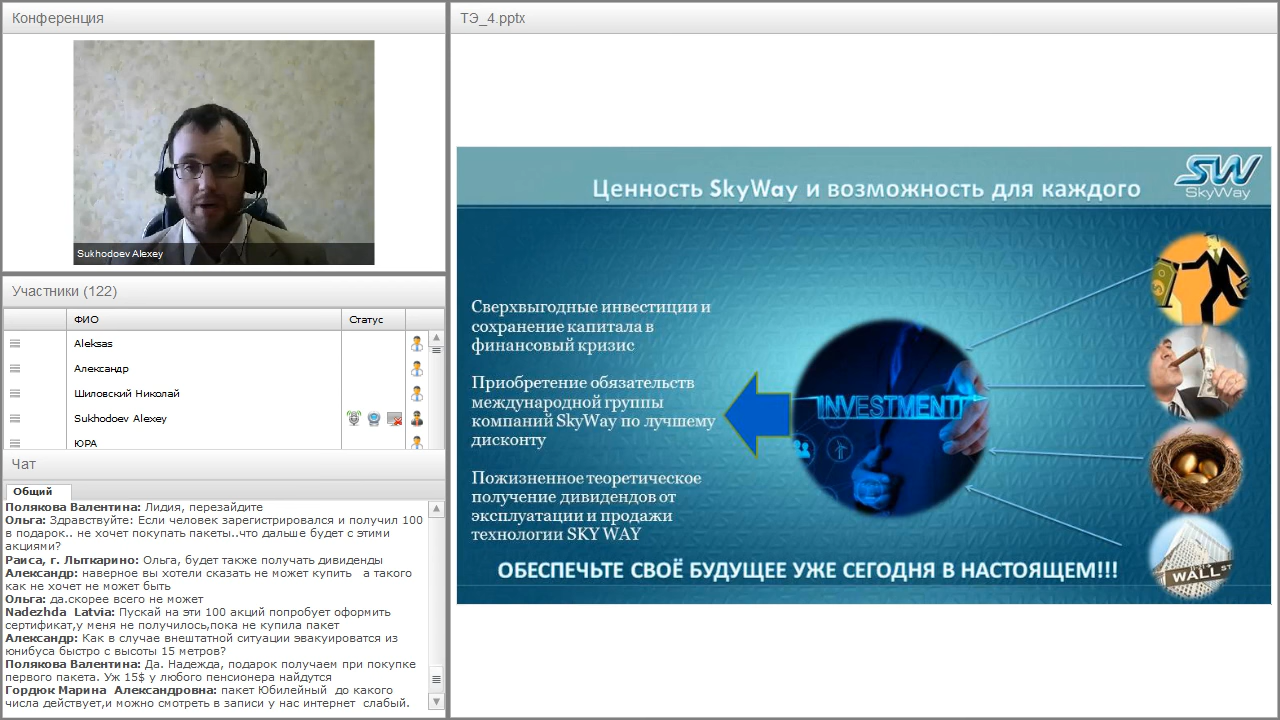 Конференция
Sukhodoev Alexey
Участники (122)
ФИО
Статус
Aleksas
Александр
Шиловский Николай
Sukhodoev Alexey
ЮРА
Чат
Общий
Полякова Валентина: Лидия, перезайдите
Ольга: Здравствуйте: Если человек зарегистрировался и получил 100
в подарок.. не хочет покупать пакеты..что дальше будет с этими
акциями?
Раиса, г. Лыткарино: Ольга, будет также получать дивиденды
Александр: наверное вы хотели сказать не может купить а такого
как не хочет не может быть
Ольга: да.скорее всего не может
Nadezhda Latvia: Пускай на эти 100 акций попробует оформить
сертификат,у меня не получилось,пока не купила пакет
Александр: Как в случае внештатной ситуации эвакуироватся из
юнибуса быстро с высоты 15 метров?
Полякова Валентина: Да. Надежда, подарок получаем при покупке
первого пакета. Уж 15$ у любого пенсионера найдутся
Гордюк Марина Александровна: пакет Юбилейный до какого
числа действует,и можно смотреть в записи у нас интернет слабый.
ТЭ_4.pptx
Ценность SkyWay и возможность для каждого
SW
SkyWay
Сверхвыгодные инвестиции и
сохранение капитала в
финансовый кризис
Приобретение обязательств
международной группы
компаний SkyWay по лучшему
дисконту
Пожизненное теоретическое
получение дивидендов от
эксплуатации и продажи
технологии SKY WAY
INVESTMENT
WALL ST
ОБЕСПЕЧЬТЕ СВОЁ БУДУЩЕЕ УЖЕ СЕГОДНЯ В НАСТОЯЩЕМ!!!